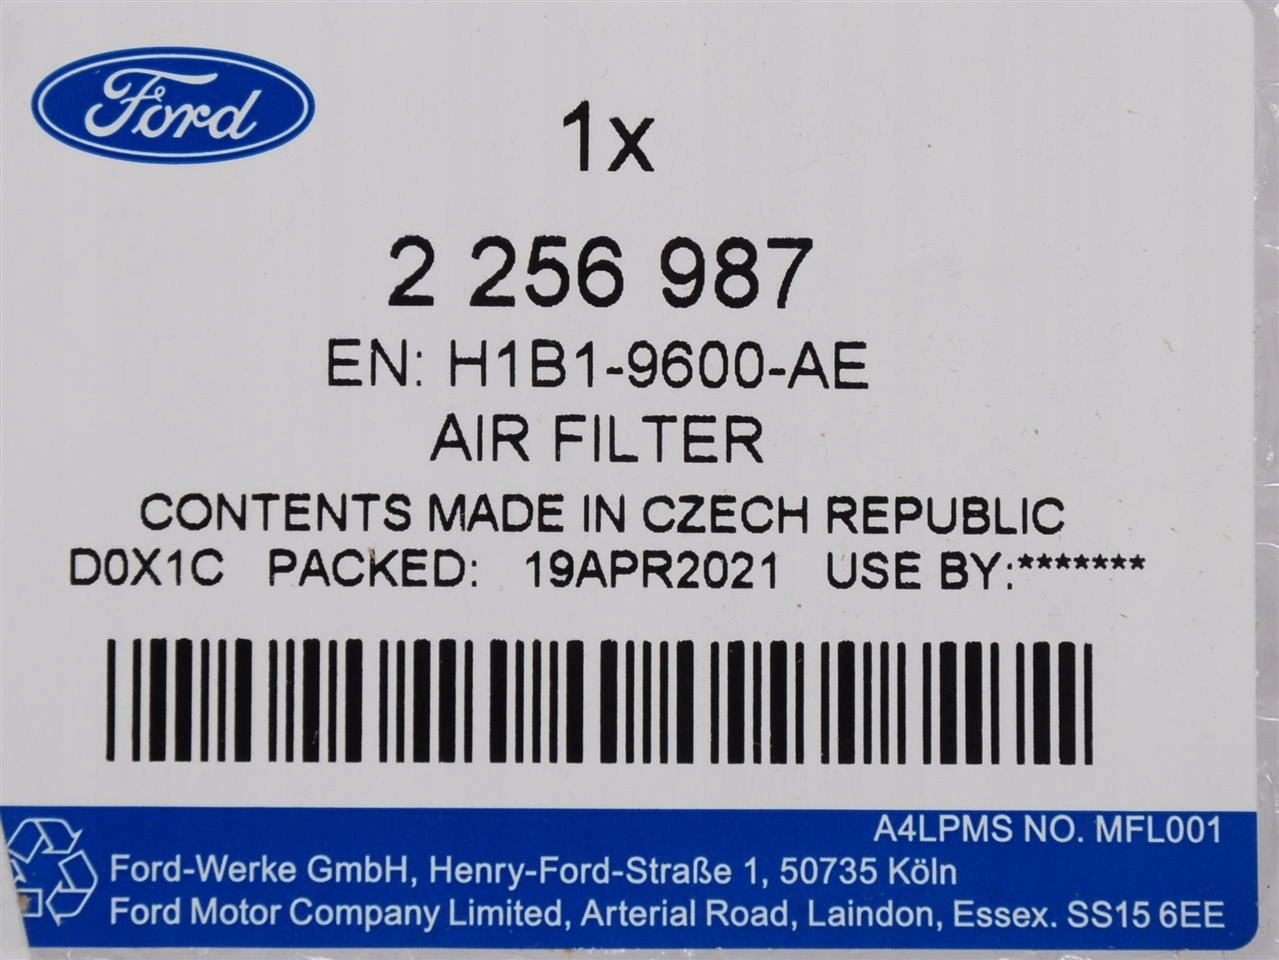 Ford
1x
2 256 987
EN: H1B1-9600-AE
AIR FILTER
CONTENTS MADE IN CZECH REPUBLIC
D0X1C PACKED: 19APR2021 USE BY:*******
A4LPMS NO. MFL001
Ford-Werke GmbH, Henry-Ford-Straße 1, 50735 Köln
Ford Motor Company Limited, Arterial Road, Laindon, Essex. SS15 6EE